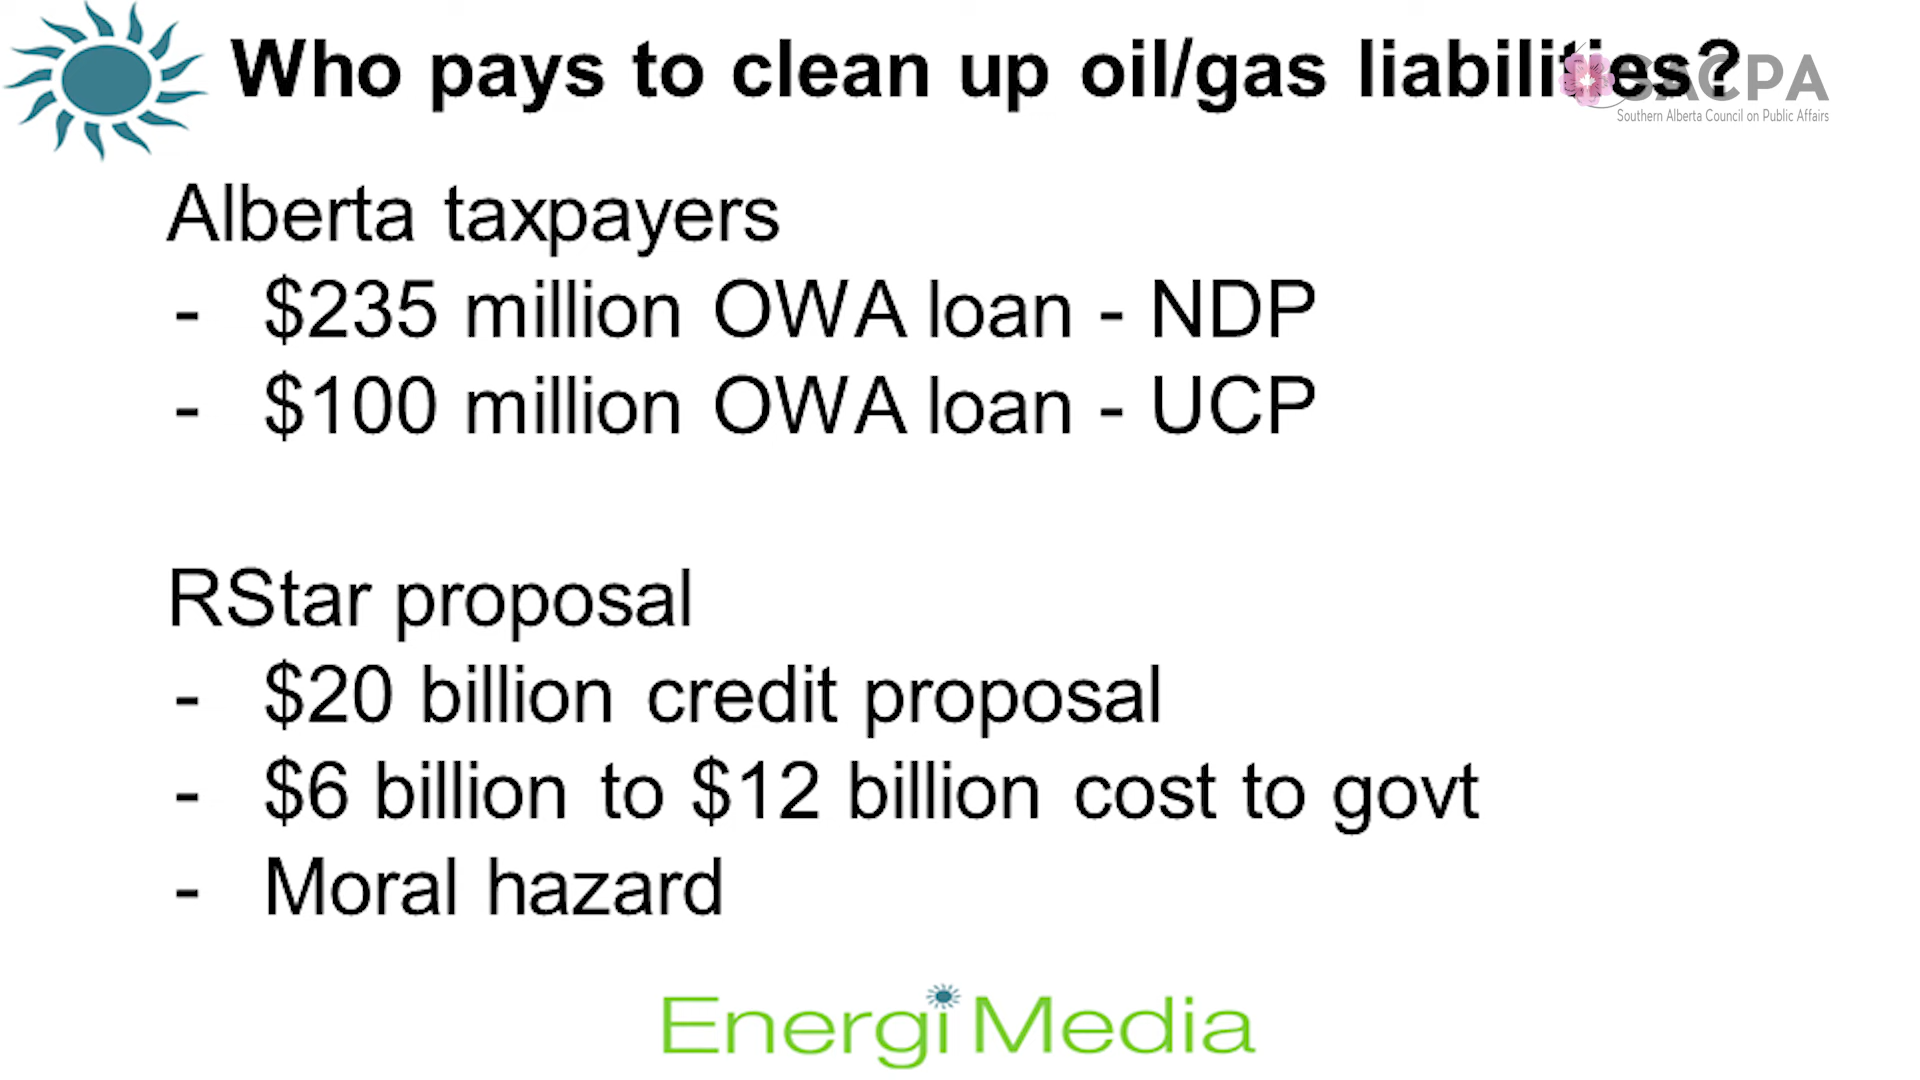 Who pays to clean up oil/gas liabilities?
SACPA
Southern Alberta Council on Public Affairs
Alberta taxpayers
- $235 million OWA loan - NDP
- $100 million OWA loan - UCP
RStar proposal
- $20 billion credit proposal
- $6 billion to $12 billion cost to govt
- Moral hazard
Energi Media